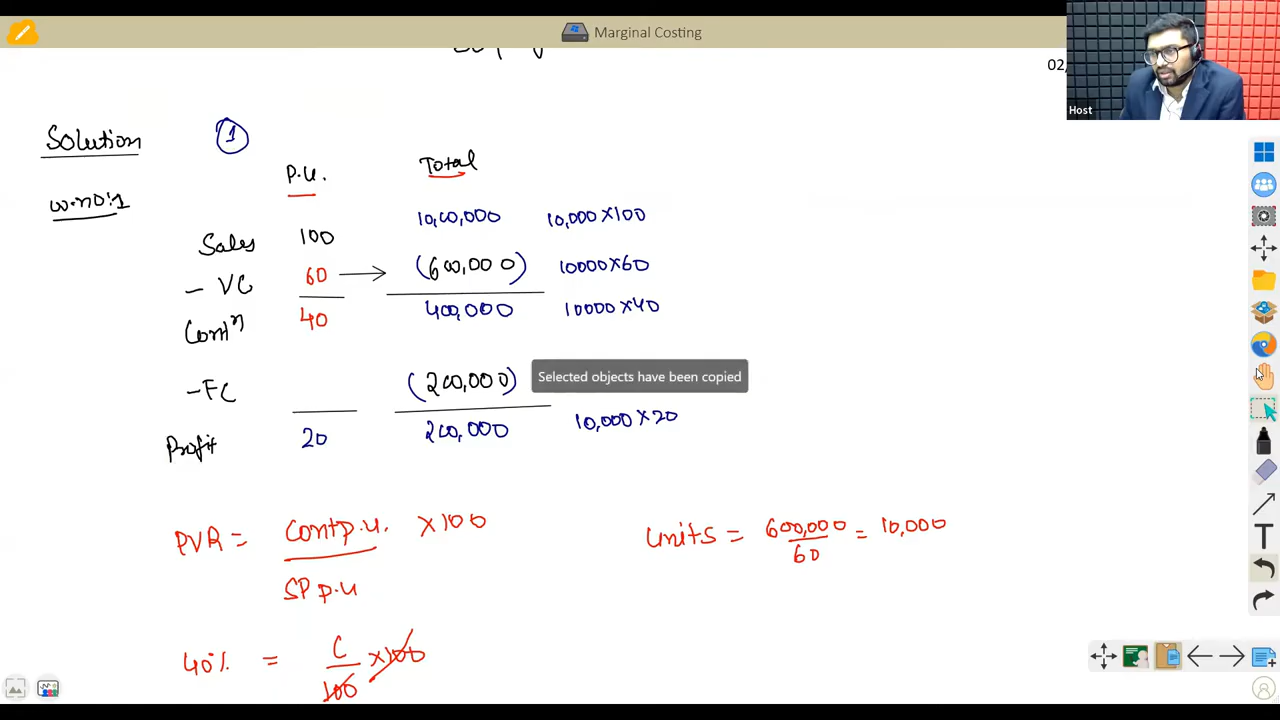 Marginal Costing
02/
Host
Solution 1
W.NO:1
P.U. Total
Sales 100 10,00,000 10,000×100
- VC 60 → (600,000) 10000×60
Contⁿ 40 400,000 10000×40
-FC (200,000)
Selected objects have been copied
Profit 20 200,000 10,000×20
PVR = Contp.u. ×100
SP p.u
Units = 600,000 = 10,000
60
40% = C ×100
100
T